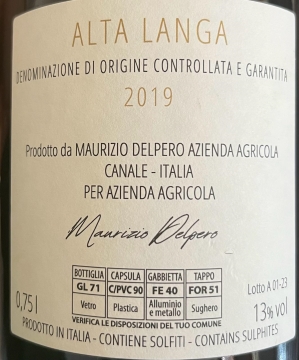 ALTA LANGA
DENOMINAZIONE DI ORIGINE CONTROLLATA E GARANTITA
2019
Prodotto da MAURIZIO DELPERO AZIENDA AGRICOLA
CANALE - ITALIA
PER AZIENDA AGRICOLA
Maurizio Delpero
BOTTIGLIA CAPSULA GABBIETTA TAPPO
GL 71 C/PVC 90 FE 40 FOR 51
Vetro Plastica Alluminio e metallo Sughero
VERIFICA LE DISPOSIZIONI DEL TUO COMUNE
0,75 l
Lotto A 01-23
13% vol
PRODOTTO IN ITALIA - CONTIENE SOLFITI - CONTAINS SULPHITES